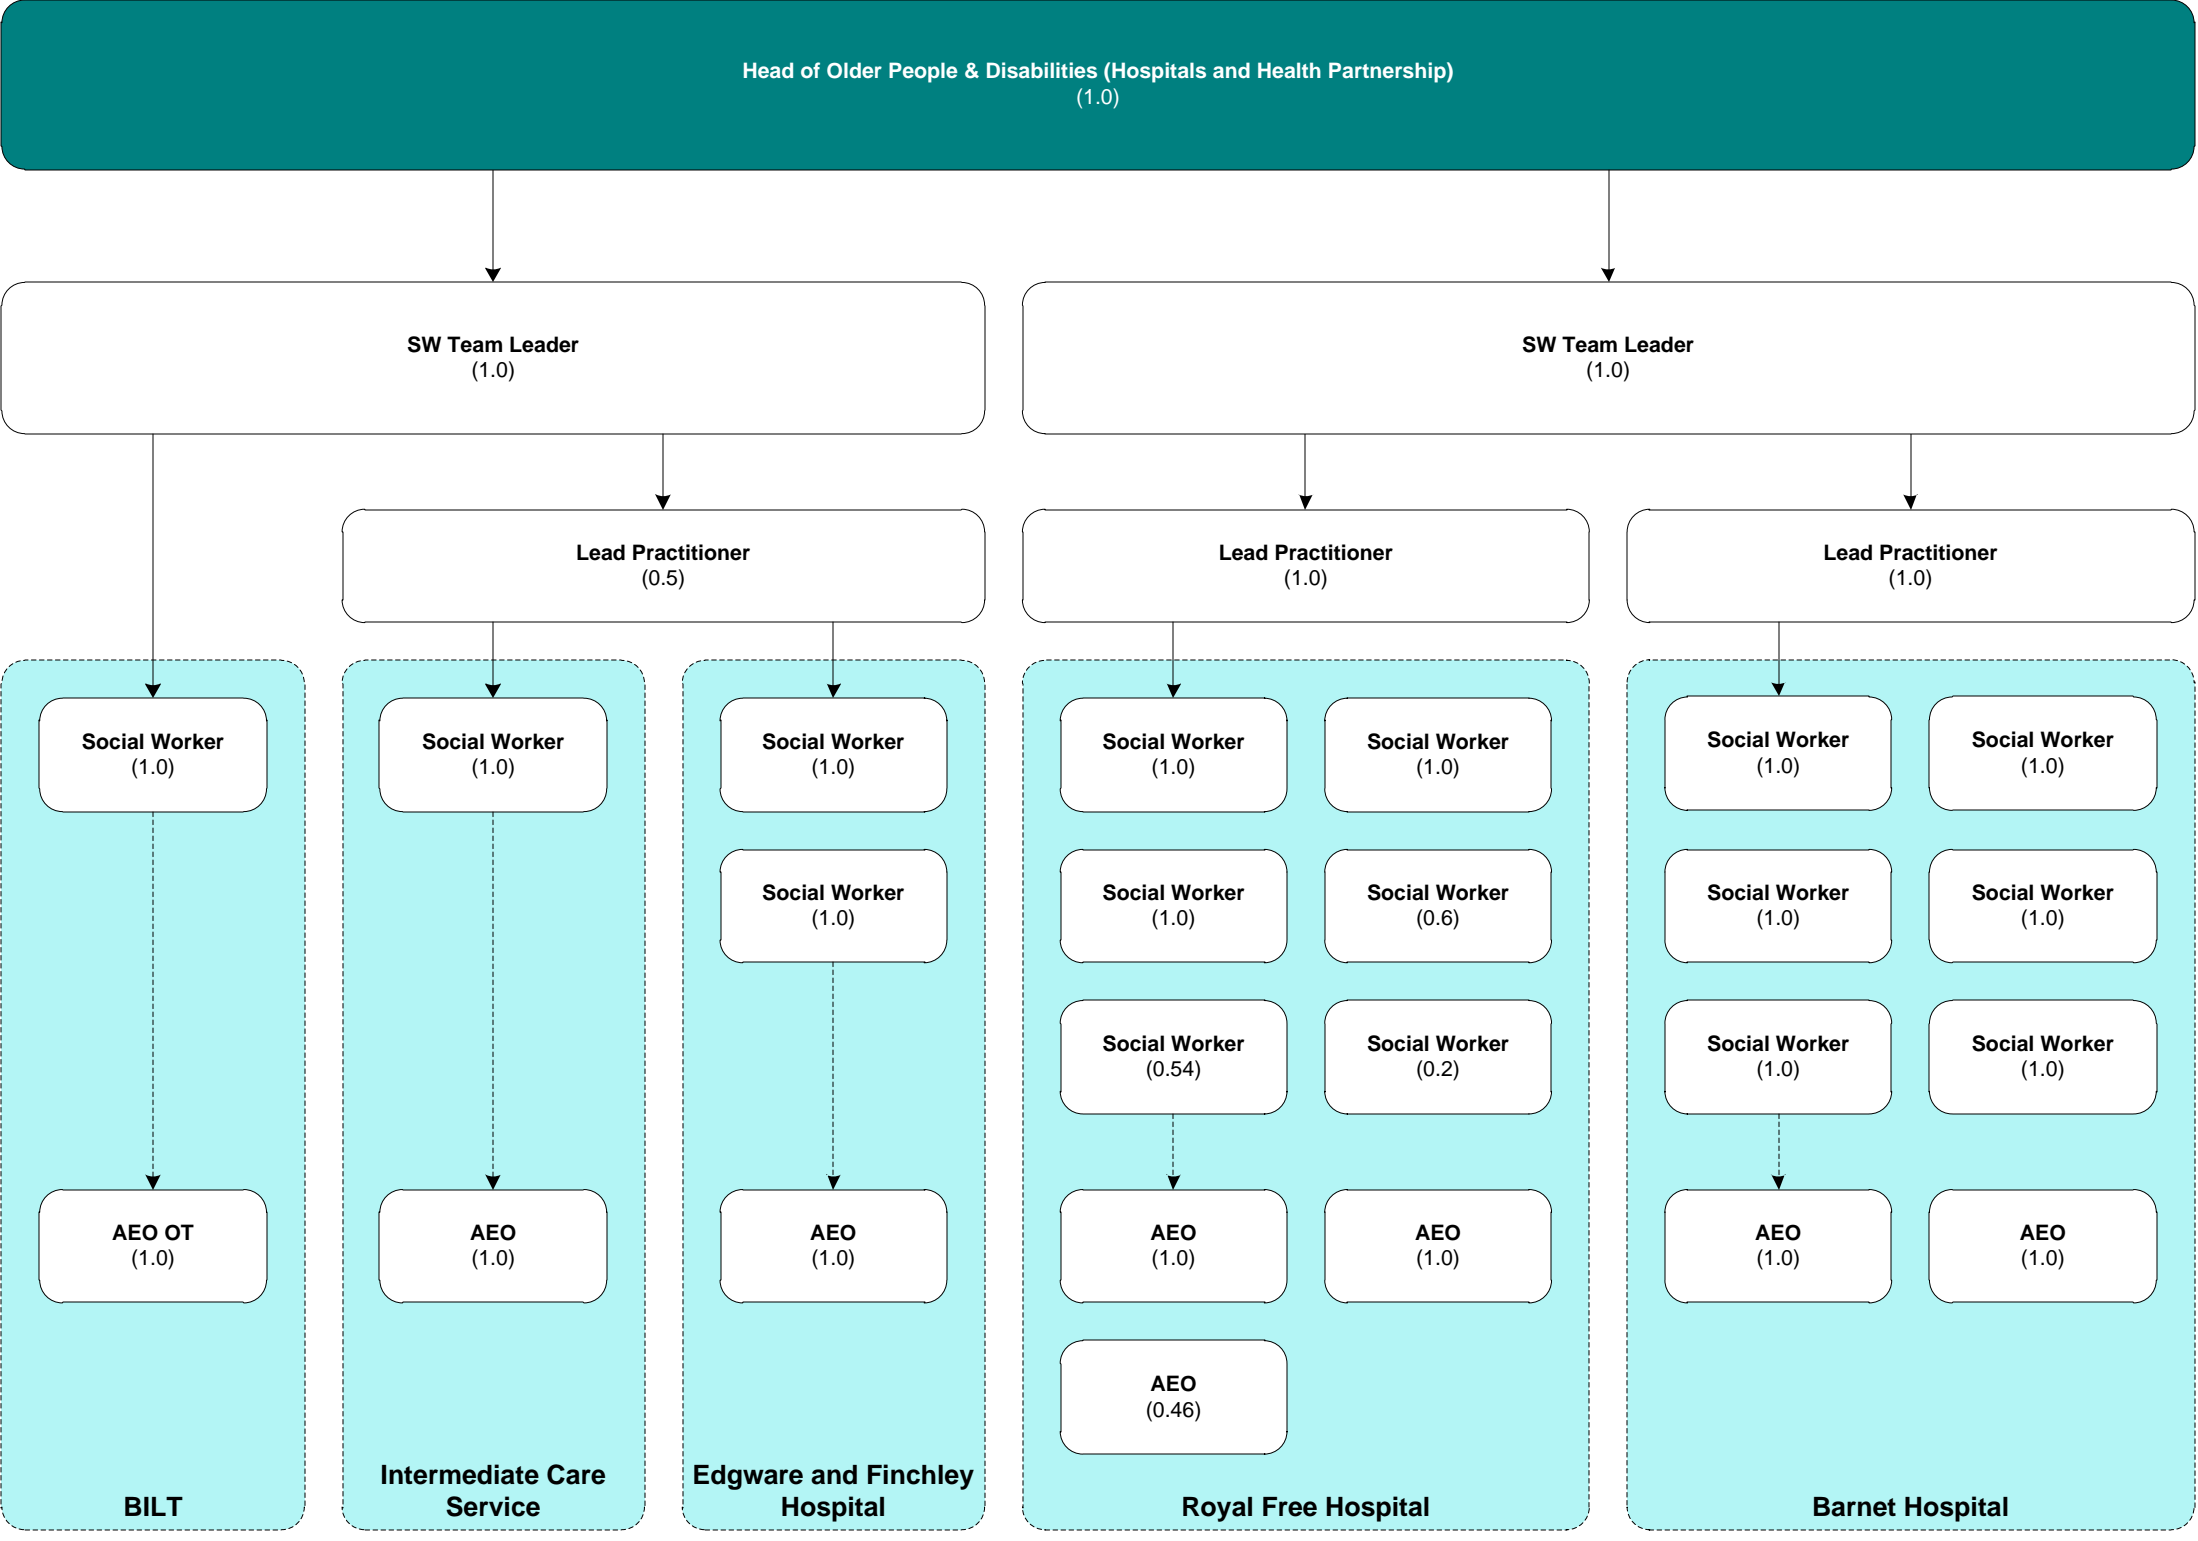 Head of Older People & Disabilities (Hospitals and Health Partnership)
(1.0)
SW Team Leader
(1.0)
SW Team Leader
(1.0)
Lead Practitioner
(0.5)
Lead Practitioner
(1.0)
Lead Practitioner
(1.0)
Social Worker
(1.0)
AEO OT
(1.0)
BILT
Social Worker
(1.0)
AEO
(1.0)
Intermediate Care
Service
Social Worker
(1.0)
Social Worker
(1.0)
AEO
(1.0)
Edgware and Finchley
Hospital
Social Worker
(1.0)
Social Worker
(1.0)
Social Worker
(1.0)
Social Worker
(0.6)
Social Worker
(0.54)
Social Worker
(0.2)
AEO
(1.0)
AEO
(1.0)
AEO
(0.46)
Royal Free Hospital
Social Worker
(1.0)
Social Worker
(1.0)
Social Worker
(1.0)
Social Worker
(1.0)
Social Worker
(1.0)
Social Worker
(1.0)
AEO
(1.0)
AEO
(1.0)
Barnet Hospital